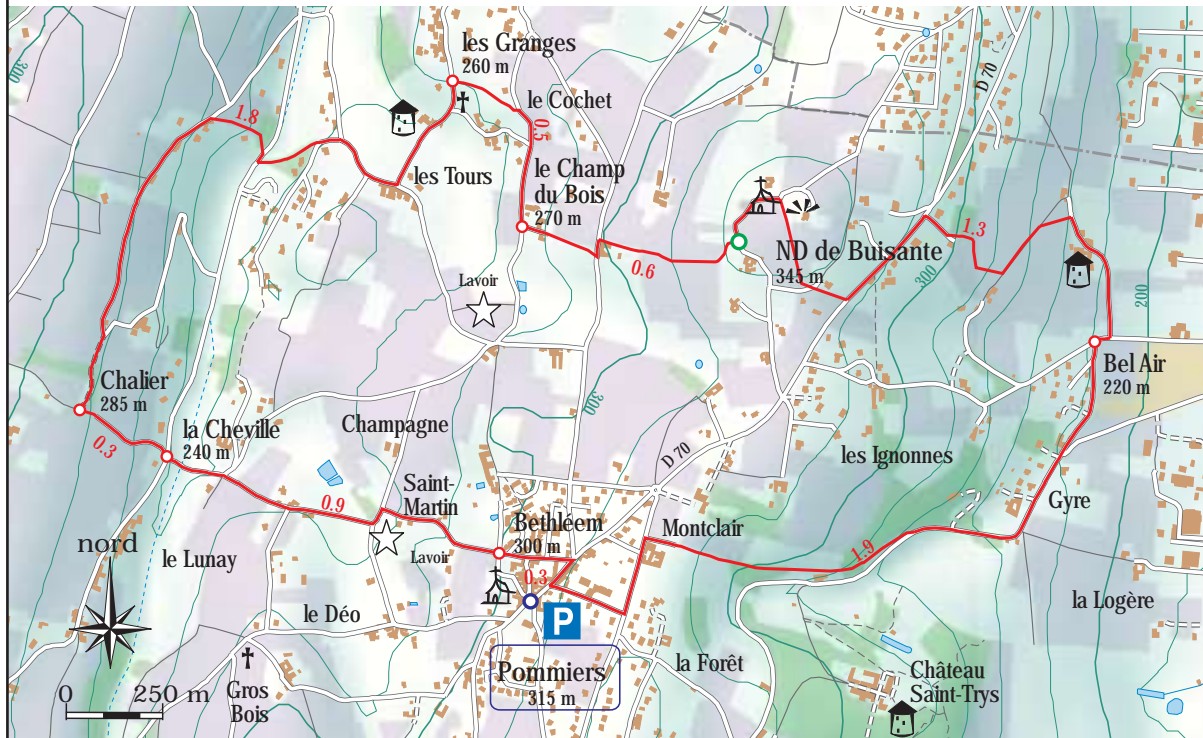 300
les Granges
260 m
D 70
1.8
le Cochet
0.5
les Tours
le Champ
du Bois
270 m
0.6
ND de Buisante
345 m
1.3
300
200
Lavoir
Bel Air
220 m
Chalier
285 m
0.3
la Cheville
240 m
Champagne
300
D 70
les Ignonnes
Saint-
Martin
0.9
Bethléem
300 m
Montclair
Gyre
nord
le Lunay
Lavoir
0.3
1.9
le Déo
P
la Logère
Pommiers
315 m
la Forêt
Château
Saint-Trys
Gros
Bois
0 250 m